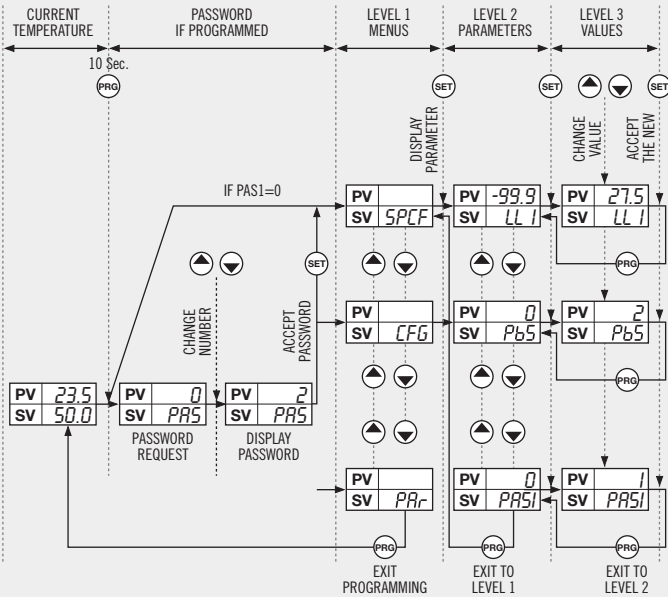 CURRENT
TEMPERATURE
PASSWORD
IF PROGRAMMED
LEVEL 1
MENUS
LEVEL 2
PARAMETERS
LEVEL 3
VALUES
10 Sec.
PRG
SET
SET
SET
DISPLAY
PARAMETER
CHANGE
VALUE
ACCEPT
THE NEW
IF PAS1=0
PV
SV SPCF
PV -99.9
SV LL1
PV 27.5
SV LL1
PRG
SET
CHANGE
NUMBER
ACCEPT
PASSWORD
PV
SV CFG
PV 0
SV PbS
PV 2
SV PbS
PRG
PV 23.5
SV 50.0
PV 0
SV PAS
PASSWORD
REQUEST
PV 2
SV PAS
DISPLAY
PASSWORD
PV
SV PAr
PV 0
SV PAS1
PV 1
SV PAS1
PRG
EXIT
PROGRAMMING
PRG
EXIT TO
LEVEL 1
PRG
EXIT TO
LEVEL 2